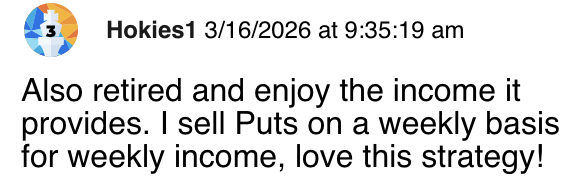 3
Hokies1 3/16/2026 at 9:35:19 am
Also retired and enjoy the income it
provides. I sell Puts on a weekly basis
for weekly income, love this strategy!